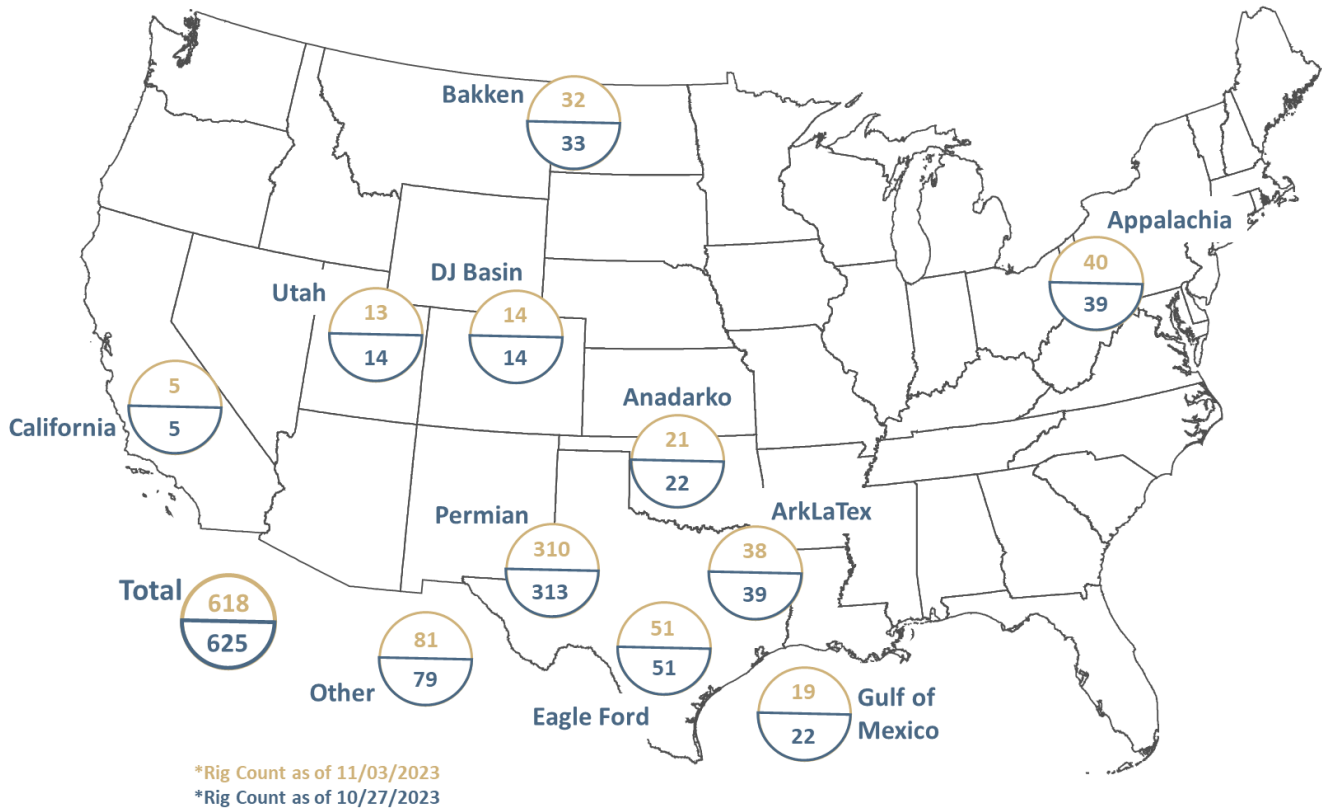 Bakken
32
33
Appalachia
40
39
DJ Basin
14
14
Utah
13
14
California
5
5
Anadarko
21
22
ArkLaTex
38
39
Permian
310
313
Total
618
625
Other
81
79
Eagle Ford
51
51
Gulf of
Mexico
19
22
*Rig Count as of 11/03/2023
*Rig Count as of 10/27/2023